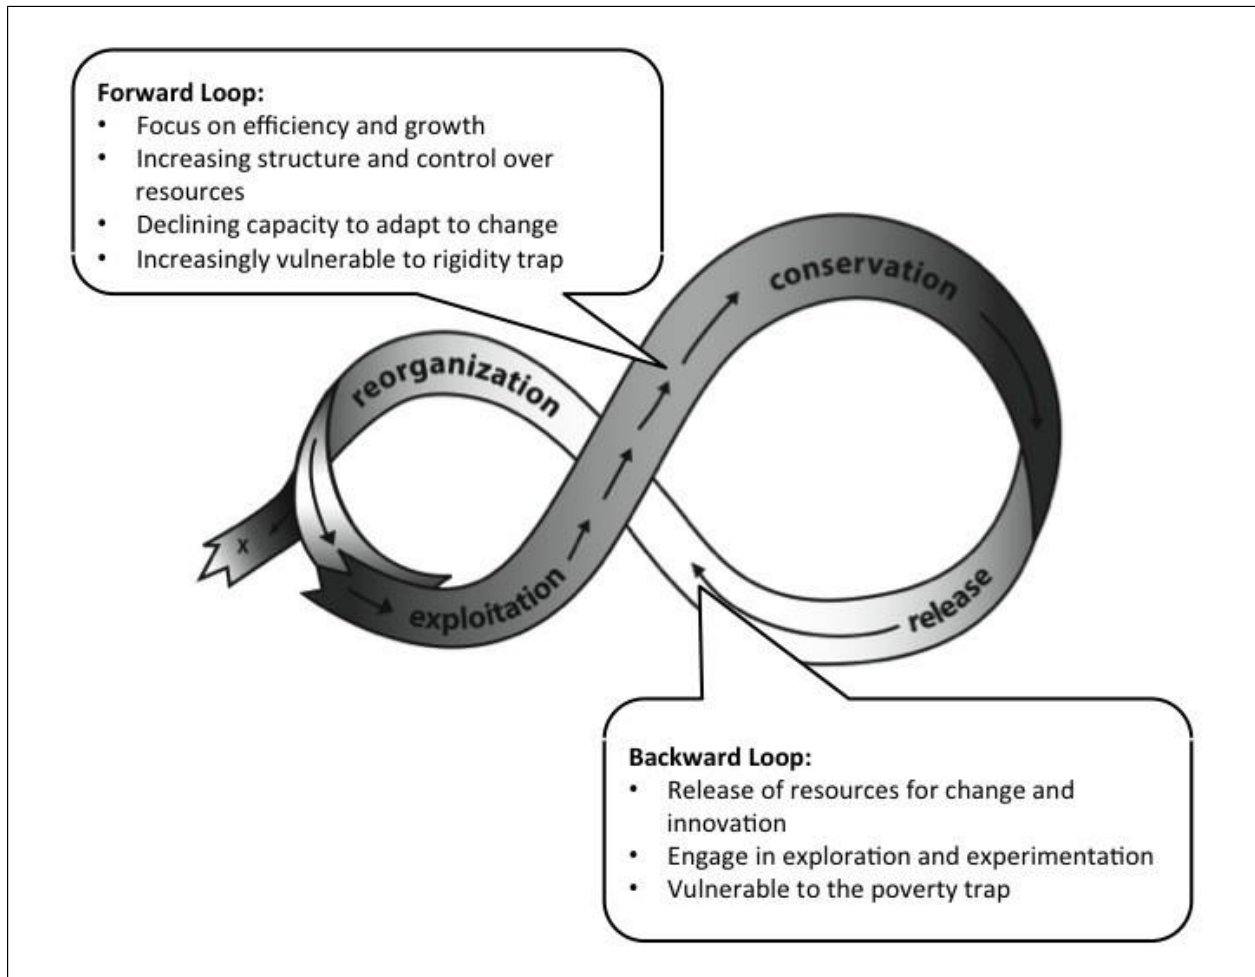 Forward Loop:
• Focus on efficiency and growth
• Increasing structure and control over
resources
• Declining capacity to adapt to change
• Increasingly vulnerable to rigidity trap
conservation
reorganization
x
exploitation
release
Backward Loop:
• Release of resources for change and
innovation
• Engage in exploration and experimentation
• Vulnerable to the poverty trap